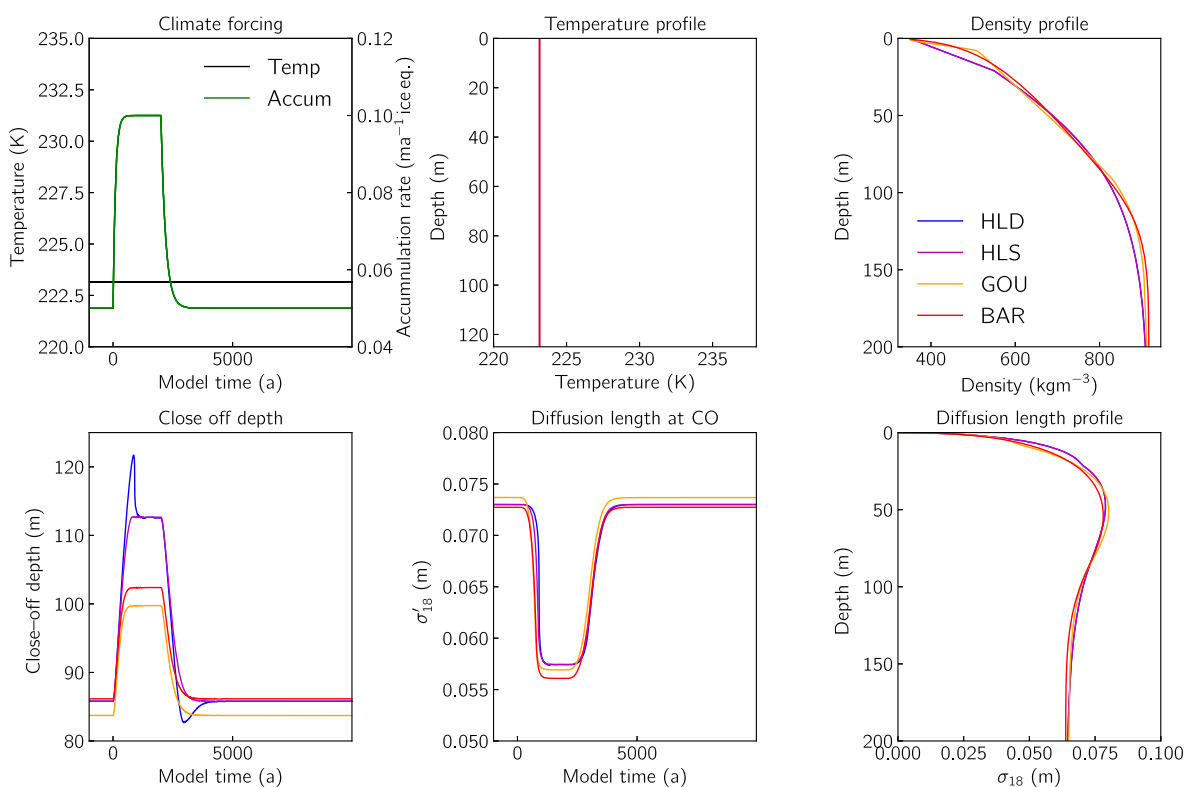 Climate forcing
235.0
232.5
230.0
227.5
225.0
222.5
220.0
Temperature (K)
0.12
0.10
0.08
0.06
0.04
Accumulation rate (ma⁻¹ ice eq.)
Temp
Accum
0
5000
Model time (a)
Temperature profile
0
20
40
60
80
100
120
Depth (m)
220
225
230
235
Temperature (K)
Density profile
0
50
100
150
200
Depth (m)
HLD
HLS
GOU
BAR
400
600
800
Density (kgm⁻³)
Close off depth
120
110
100
90
80
Close–off depth (m)
0
5000
Model time (a)
Diffusion length at CO
0.080
0.075
0.070
0.065
0.060
0.055
0.050
σ′₁₈ (m)
0
5000
Model time (a)
Diffusion length profile
0
50
100
150
200
Depth (m)
0.000
0.025
0.050
0.075
0.100
σ₁₈ (m)